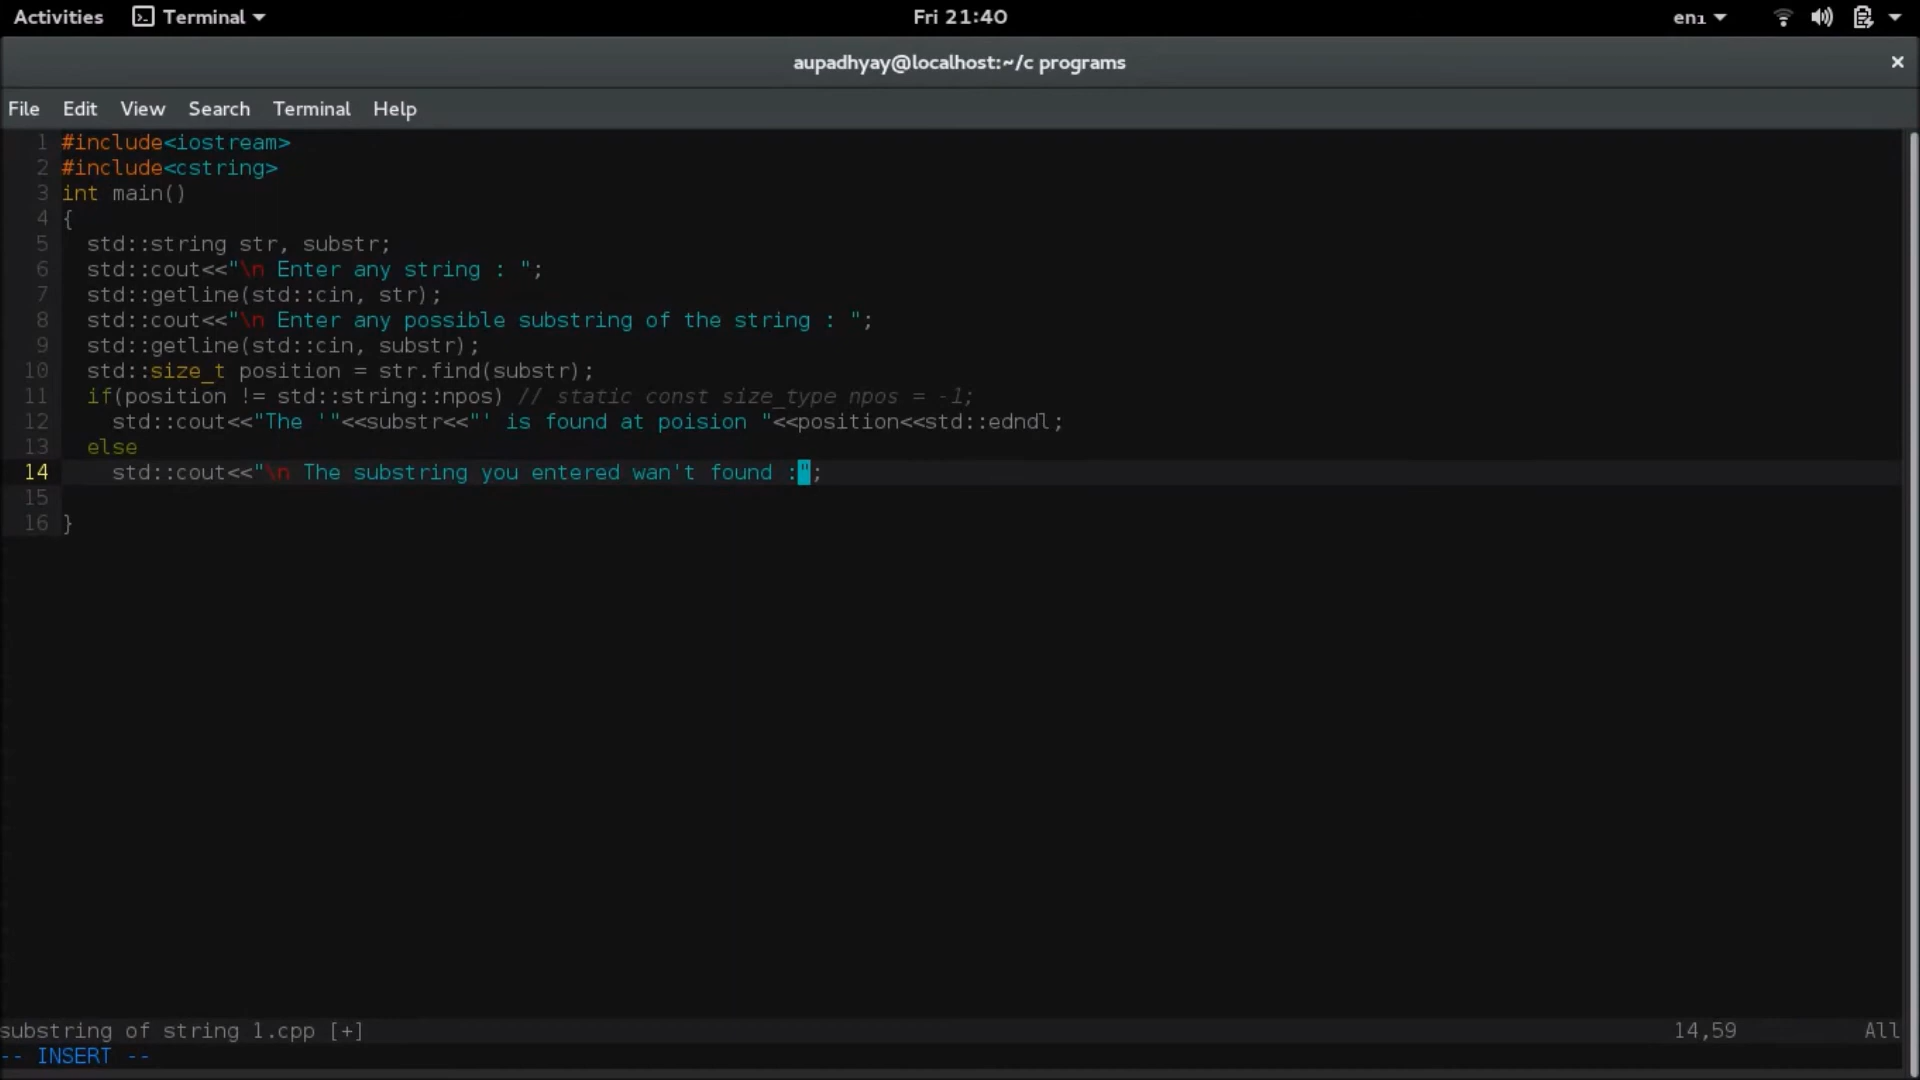 Activities Terminal Fri 21:40 en1
aupadhyay@localhost:~/c programs ×
File Edit View Search Terminal Help
1 #include<iostream>
2 #include<cstring>
3 int main()
4 {
5   std::string str, substr;
6   std::cout<<"\n Enter any string : ";
7   std::getline(std::cin, str);
8   std::cout<<"\n Enter any possible substring of the string : ";
9   std::getline(std::cin, substr);
10   std::size_t position = str.find(substr);
11   if(position != std::string::npos) // static const size_type npos = -1;
12     std::cout<<"The '"<<substr<<"' is found at poision "<<position<<std::edndl;
13   else
14     std::cout<<"\n The substring you entered wan't found :";
15
16 }
substring of string 1.cpp [+] 14,59 All
-- INSERT --